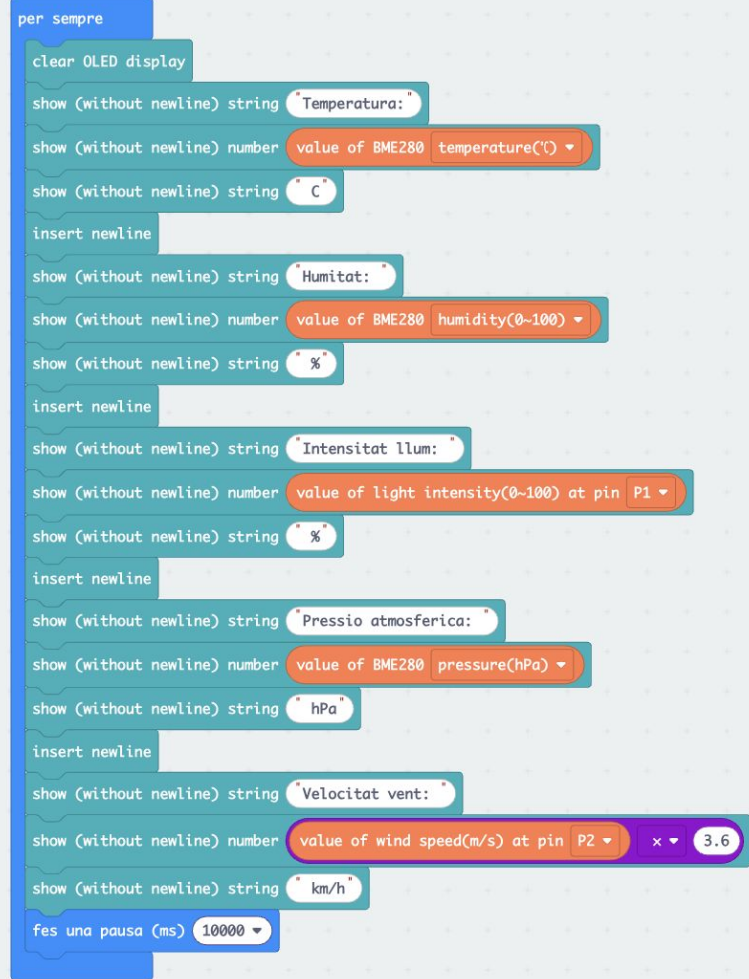 per sempre
clear OLED display
show (without newline) string "Temperatura: "
show (without newline) number value of BME280 temperature(℃)
show (without newline) string " C"
insert newline
show (without newline) string "Humitat: "
show (without newline) number value of BME280 humidity(0~100)
show (without newline) string " %"
insert newline
show (without newline) string "Intensitat llum: "
show (without newline) number value of light intensity(0~100) at pin P1
show (without newline) string " %"
insert newline
show (without newline) string "Pressio atmosferica: "
show (without newline) number value of BME280 pressure(hPa)
show (without newline) string " hPa"
insert newline
show (without newline) string "Velocitat vent: "
show (without newline) number value of wind speed(m/s) at pin P2 × 3.6
show (without newline) string " km/h"
fes una pausa (ms) 10000